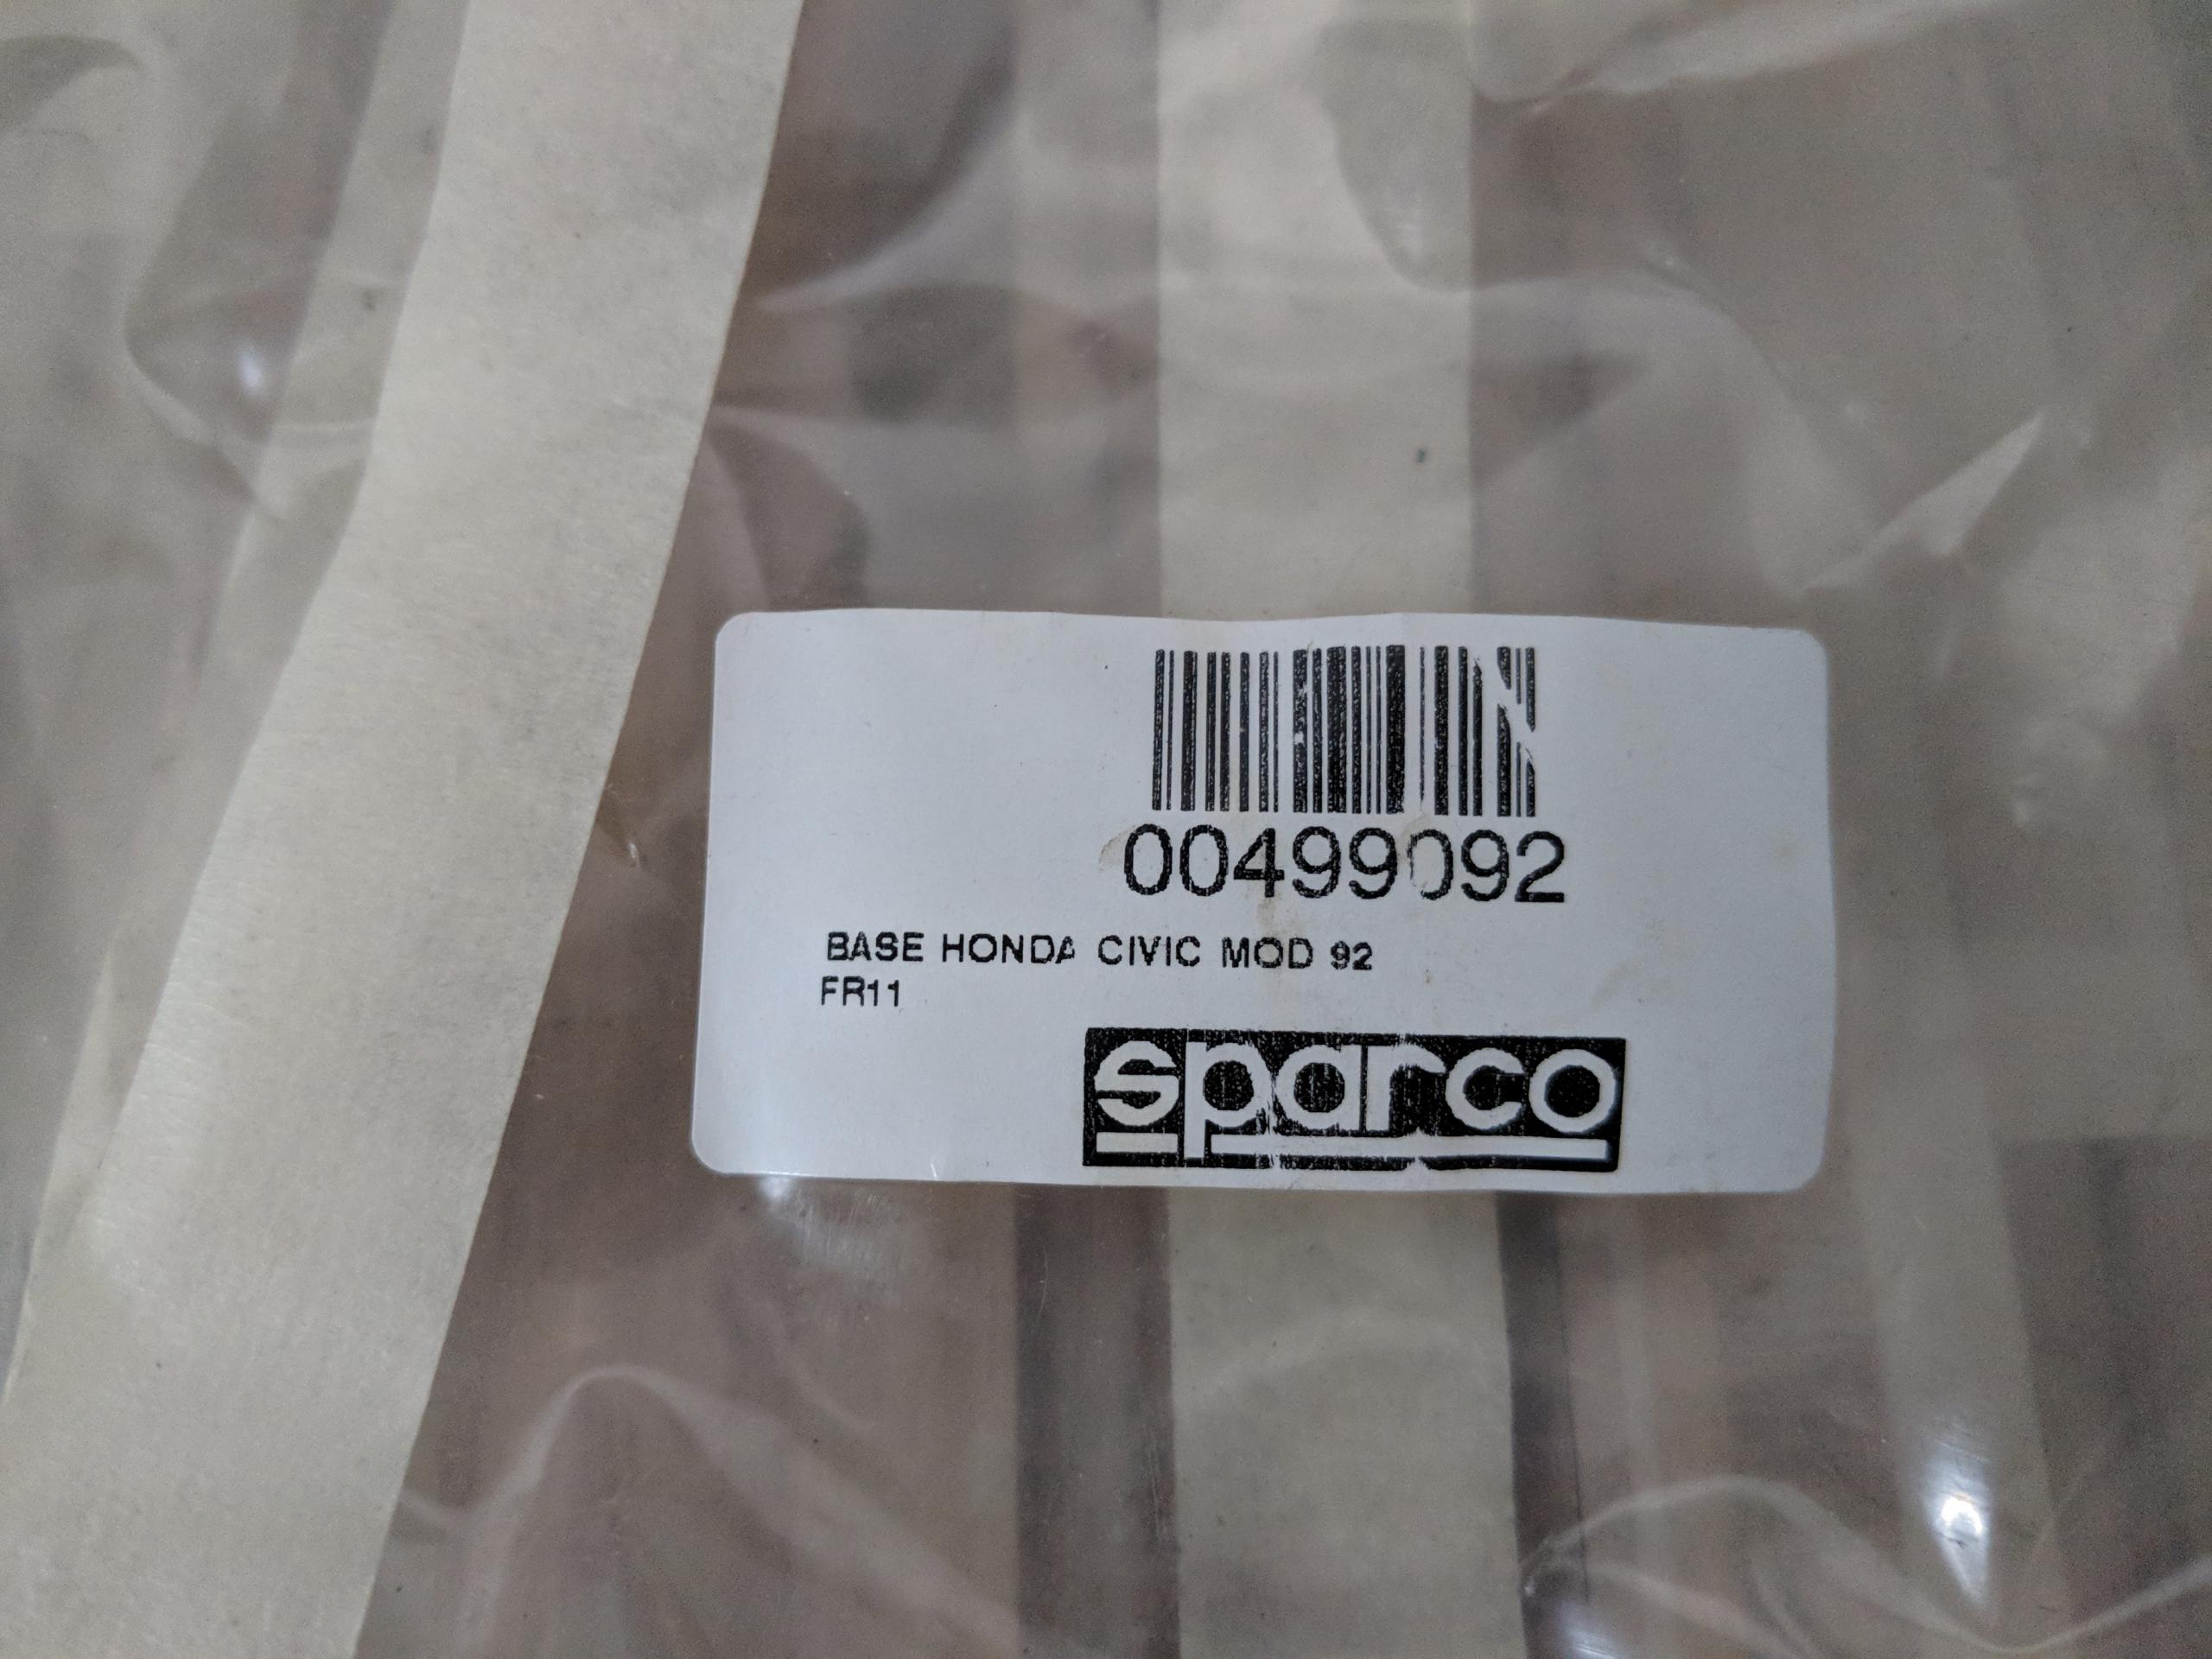 00499092
BASE HONDA CIVIC MOD 92
FR11
sparco